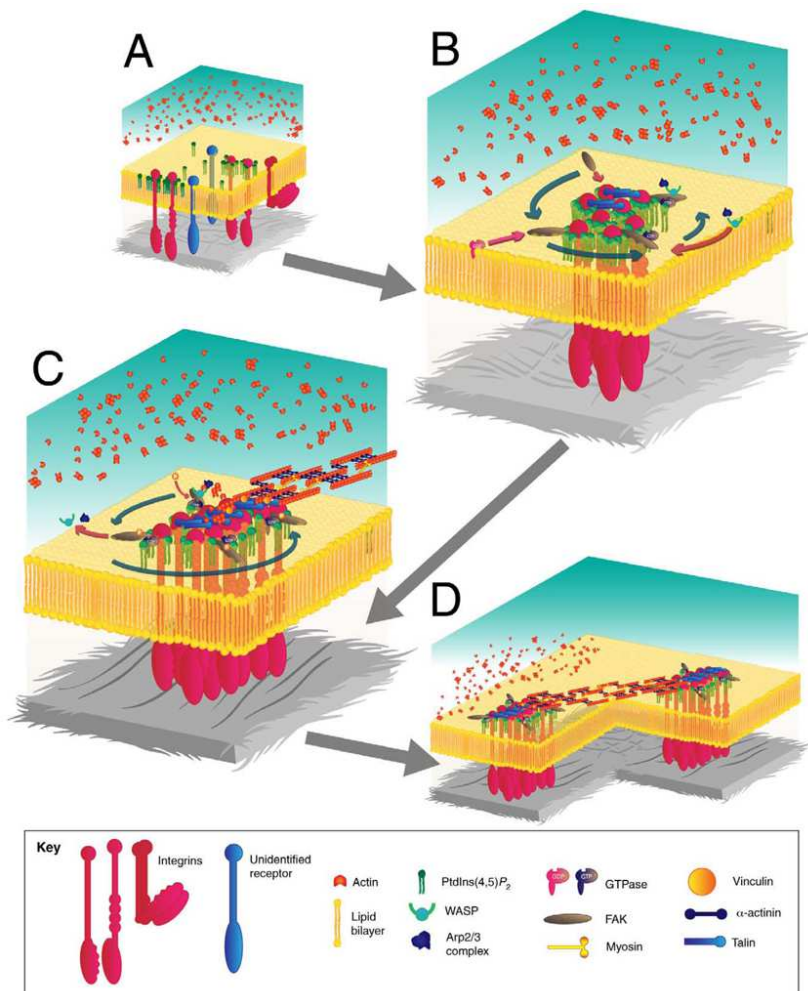 A
B
C
D
Key
Integrins
Unidentified
receptor
Actin
Lipid
bilayer
PtdIns(4,5)P2
WASP
Arp2/3
complex
GDP
GTP
GTPase
FAK
Myosin
Vinculin
α-actinin
Talin